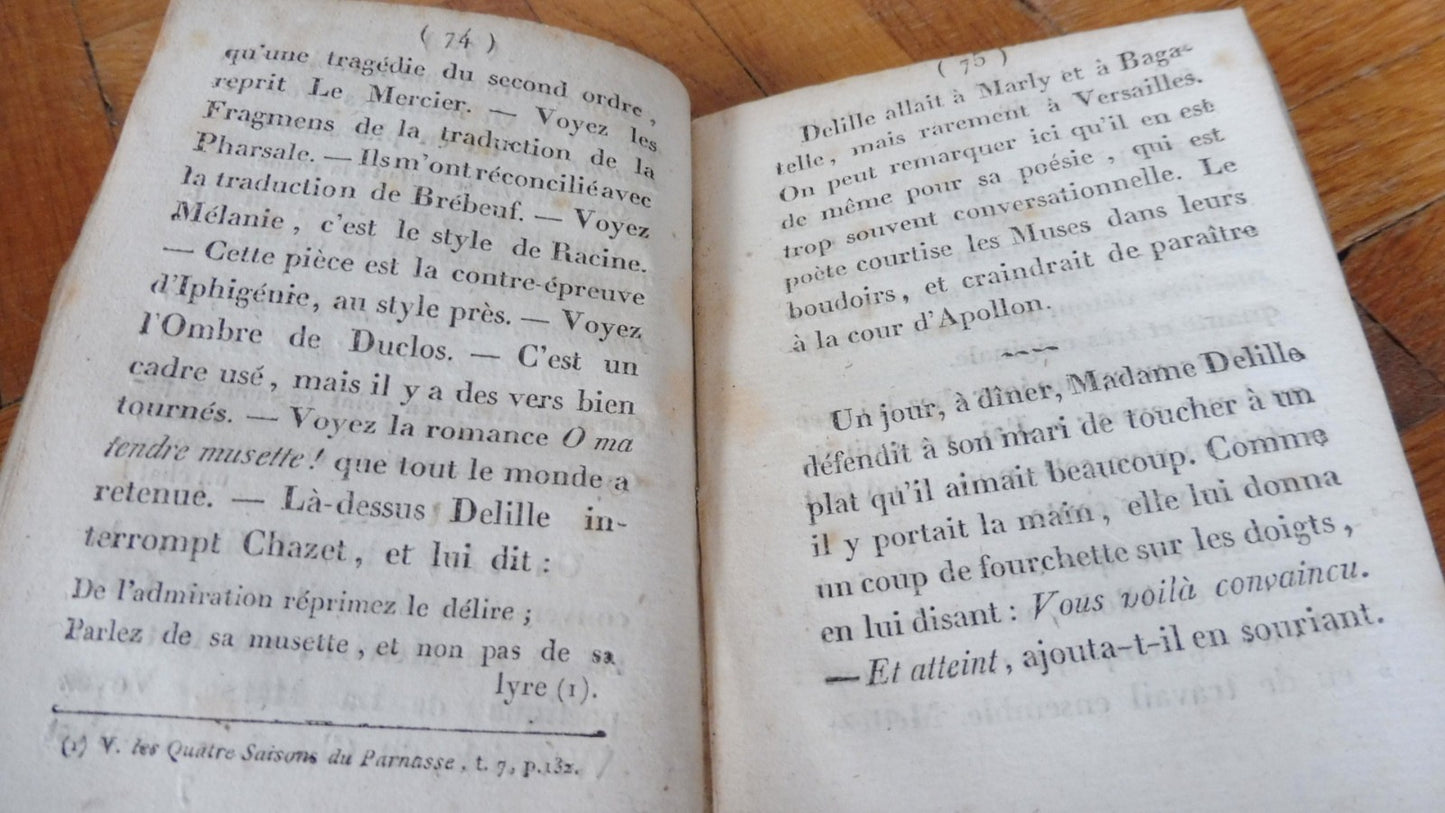 ( 74 )
qu'une tragédie du second ordre,
reprit Le Mercier. — Voyez les
Fragmens de la traduction de la
Pharsale. — Ils m'ont réconcilié avec
la traduction de Brébeuf. — Voyez
Mélanie, c'est le style de Racine.
— Cette pièce est la contre-épreuve
d'Iphigénie, au style près. — Voyez
l'Ombre de Duclos. — C'est un
cadre usé, mais il y a des vers bien
tournés. — Voyez la romance O ma
tendre musette! que tout le monde a
retenue. — Là-dessus Delille in-
terrompt Chazet, et lui dit :
De l'admiration réprimez le délire ;
Parlez de sa musette, et non pas de sa
lyre (1).
(1) V. les Quatre Saisons du Parnasse, t. 7, p. 132.
( 75 )
Delille allait à Marly et à Baga-
telle, mais rarement à Versailles.
On peut remarquer ici qu'il en est
de même pour sa poésie, qui est
trop souvent conversationnelle. Le
poète courtise les Muses dans leurs
boudoirs, et craindrait de paraître
à la cour d'Apollon.
Un jour, à dîner, Madame Delille
défendit à son mari de toucher à un
plat qu'il aimait beaucoup. Comme
il y portait la main, elle lui donna
un coup de fourchette sur les doigts,
en lui disant : Vous voilà convaincu.
— Et atteint, ajouta-t-il en souriant.